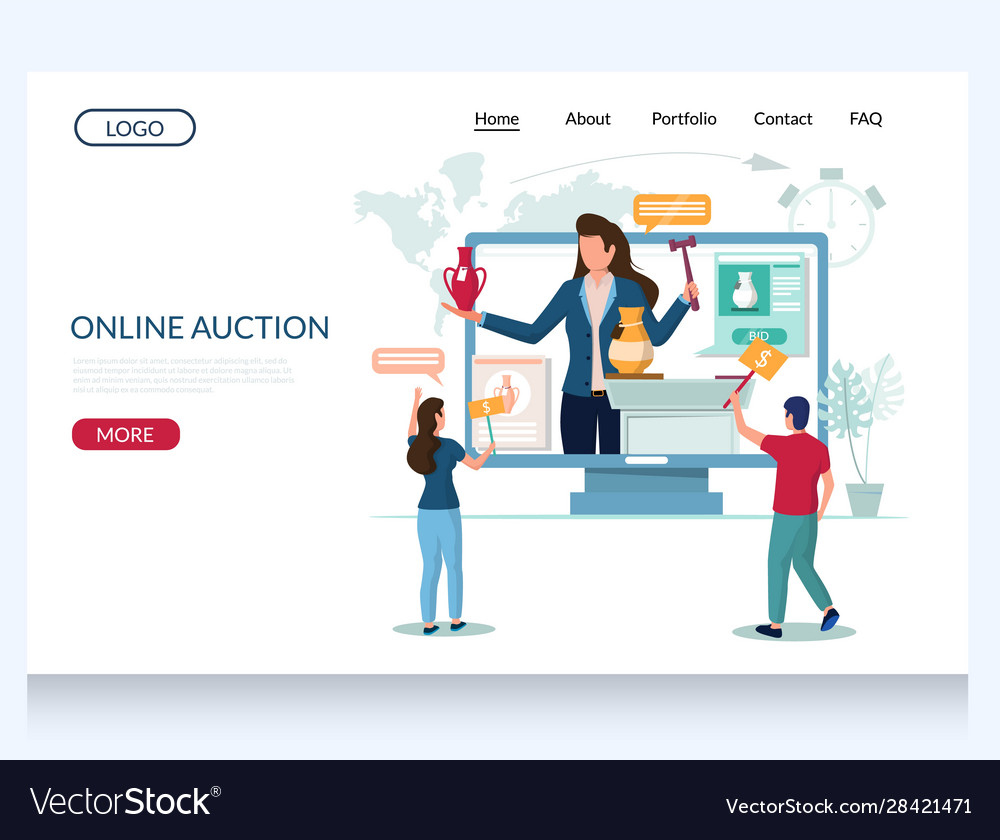 LOGO
Home About Portfolio Contact FAQ
ONLINE AUCTION
Lorem ipsum dolor sit amet, consectetur adipiscing elit, sed do
eiusmod tempor incididunt ut labore et dolore magna aliqua. Ut
enim ad minim veniam, quis nostrud exercitation ullamco laboris
nisi ut aliquip ex ea commodo consequat.
MORE
BID
$
$
VectorStock®
VectorStock.com/28421471